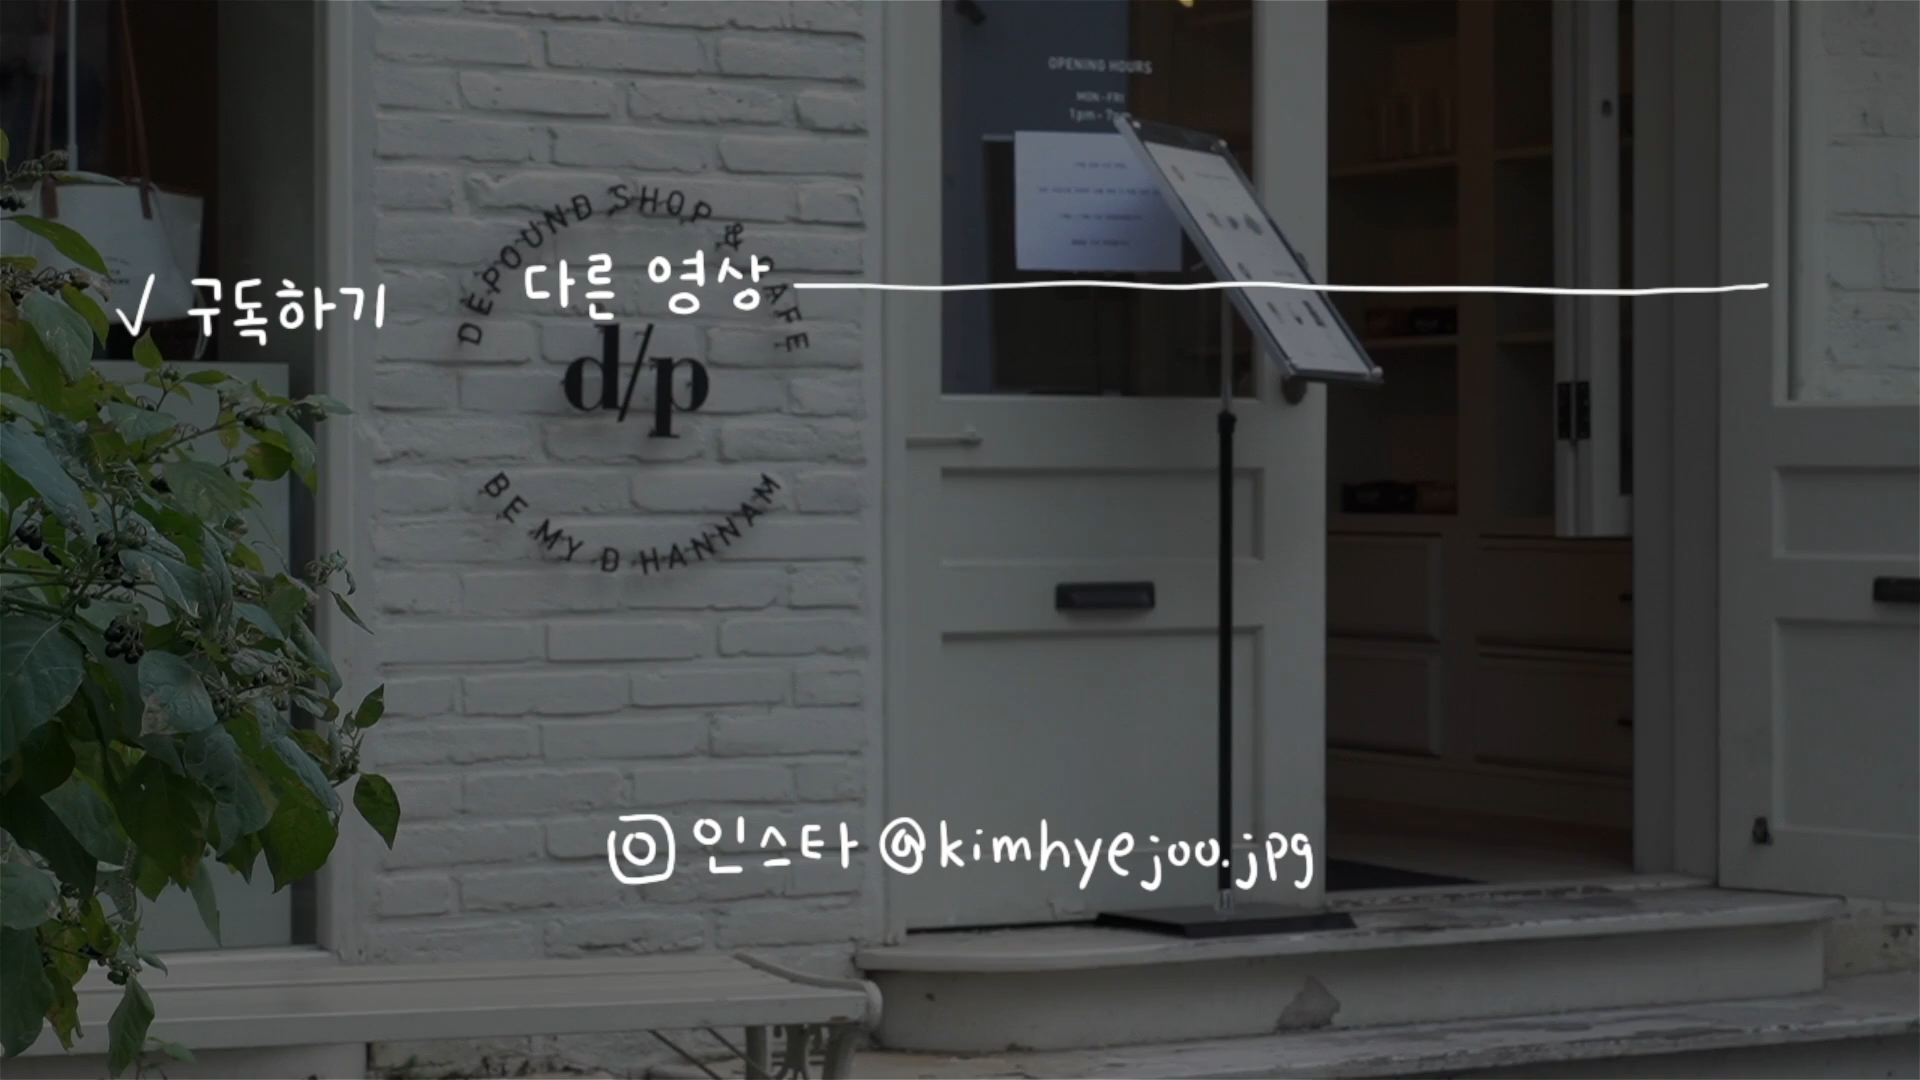 OPENING HOURS
MON-FRI
DEPOUND SHOP & CAFE
다른 영상
√ 구독하기
d/p
BE MY D HANNAM
인스타 @kimhyejoo.jpg